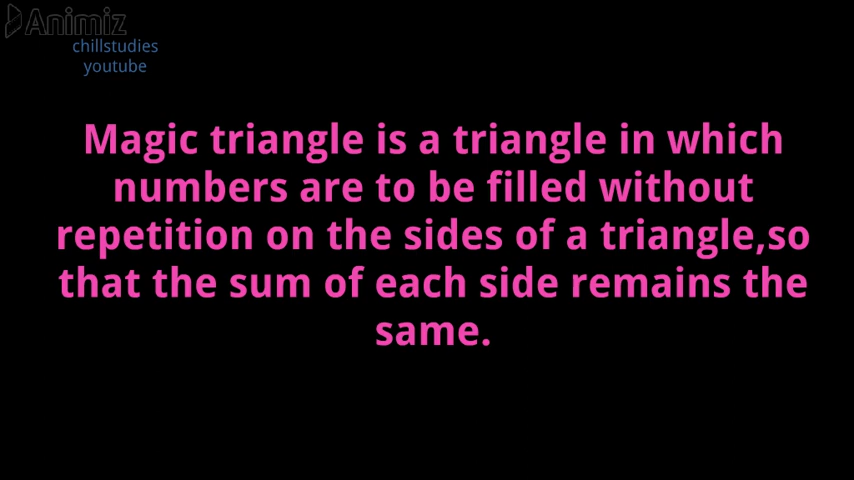 Animiz
chillstudies
youtube
Magic triangle is a triangle in which
numbers are to be filled without
repetition on the sides of a triangle,so
that the sum of each side remains the
same.